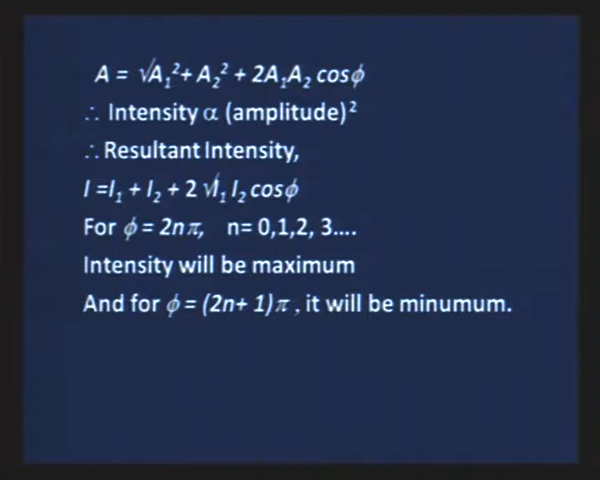 A = √A₁²+ A₂² + 2A₁A₂ cosϕ
∴ Intensity α (amplitude)²
∴ Resultant Intensity,
I =I₁ + I₂ + 2 √I₁ I₂ cosϕ
For ϕ = 2nπ, n= 0,1,2, 3....
Intensity will be maximum
And for ϕ = (2n+ 1)π , it will be minumum.